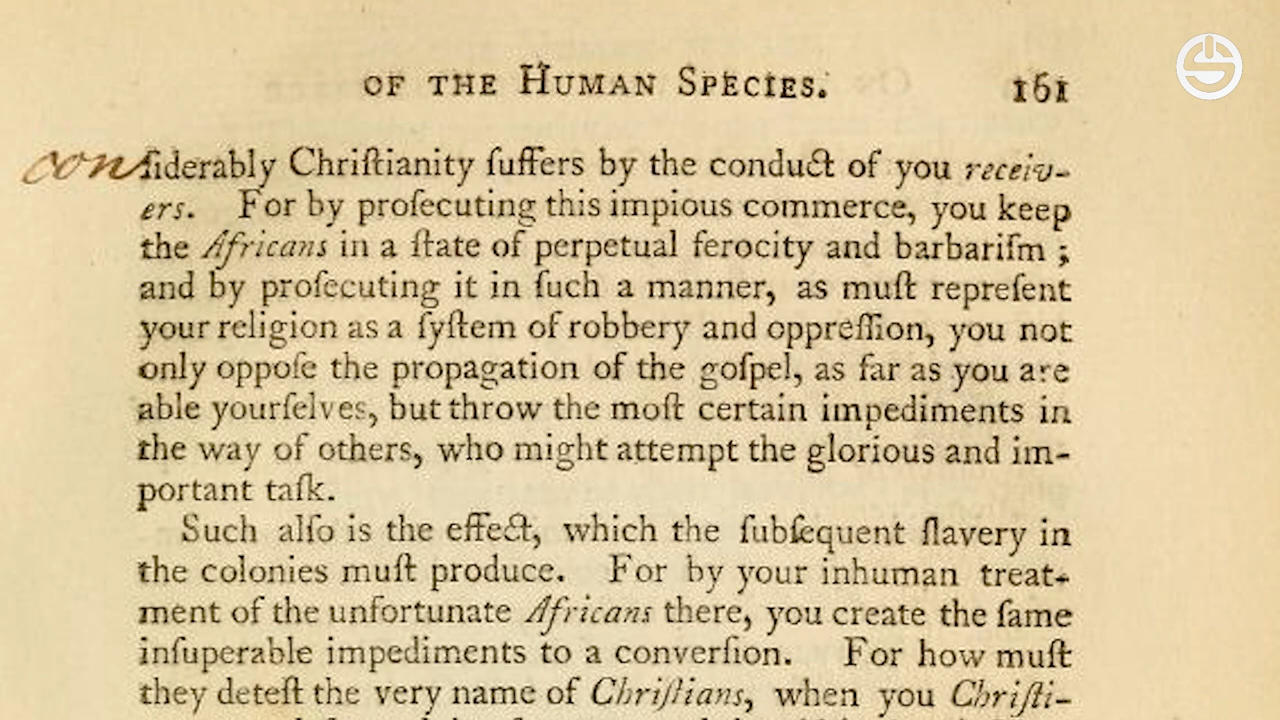 OF THE HUMAN SPECIES. 161
conſiderably Chriſtianity ſuffers by the conduct of you receiv-
ers. For by proſecuting this impious commerce, you keep
the Africans in a ſtate of perpetual ferocity and barbariſm ;
and by proſecuting it in ſuch a manner, as muſt repreſent
your religion as a ſyſtem of robbery and oppreſſion, you not
only oppoſe the propagation of the goſpel, as far as you are
able yourſelves, but throw the moſt certain impediments in
the way of others, who might attempt the glorious and im-
portant taſk.
Such alſo is the effect, which the ſubſequent ſlavery in
the colonies muſt produce. For by your inhuman treat-
ment of the unfortunate Africans there, you create the ſame
inſuperable impediments to a converſion. For how muſt
they deteſt the very name of Chriſtians, when you Chriſti-